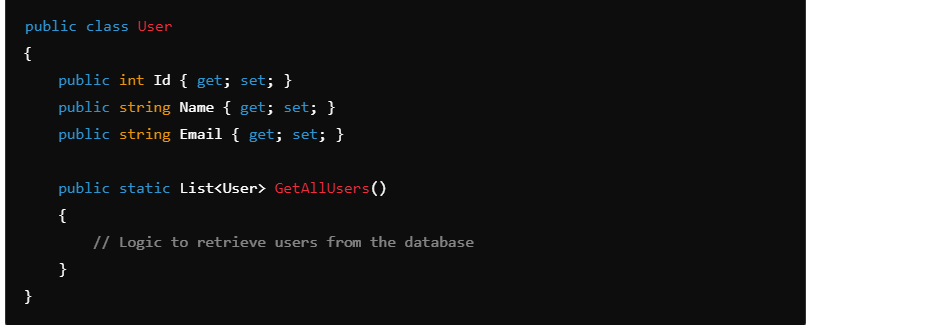 public class User
{
    public int Id { get; set; }
    public string Name { get; set; }
    public string Email { get; set; }

    public static List<User> GetAllUsers()
    {
        // Logic to retrieve users from the database
    }
}